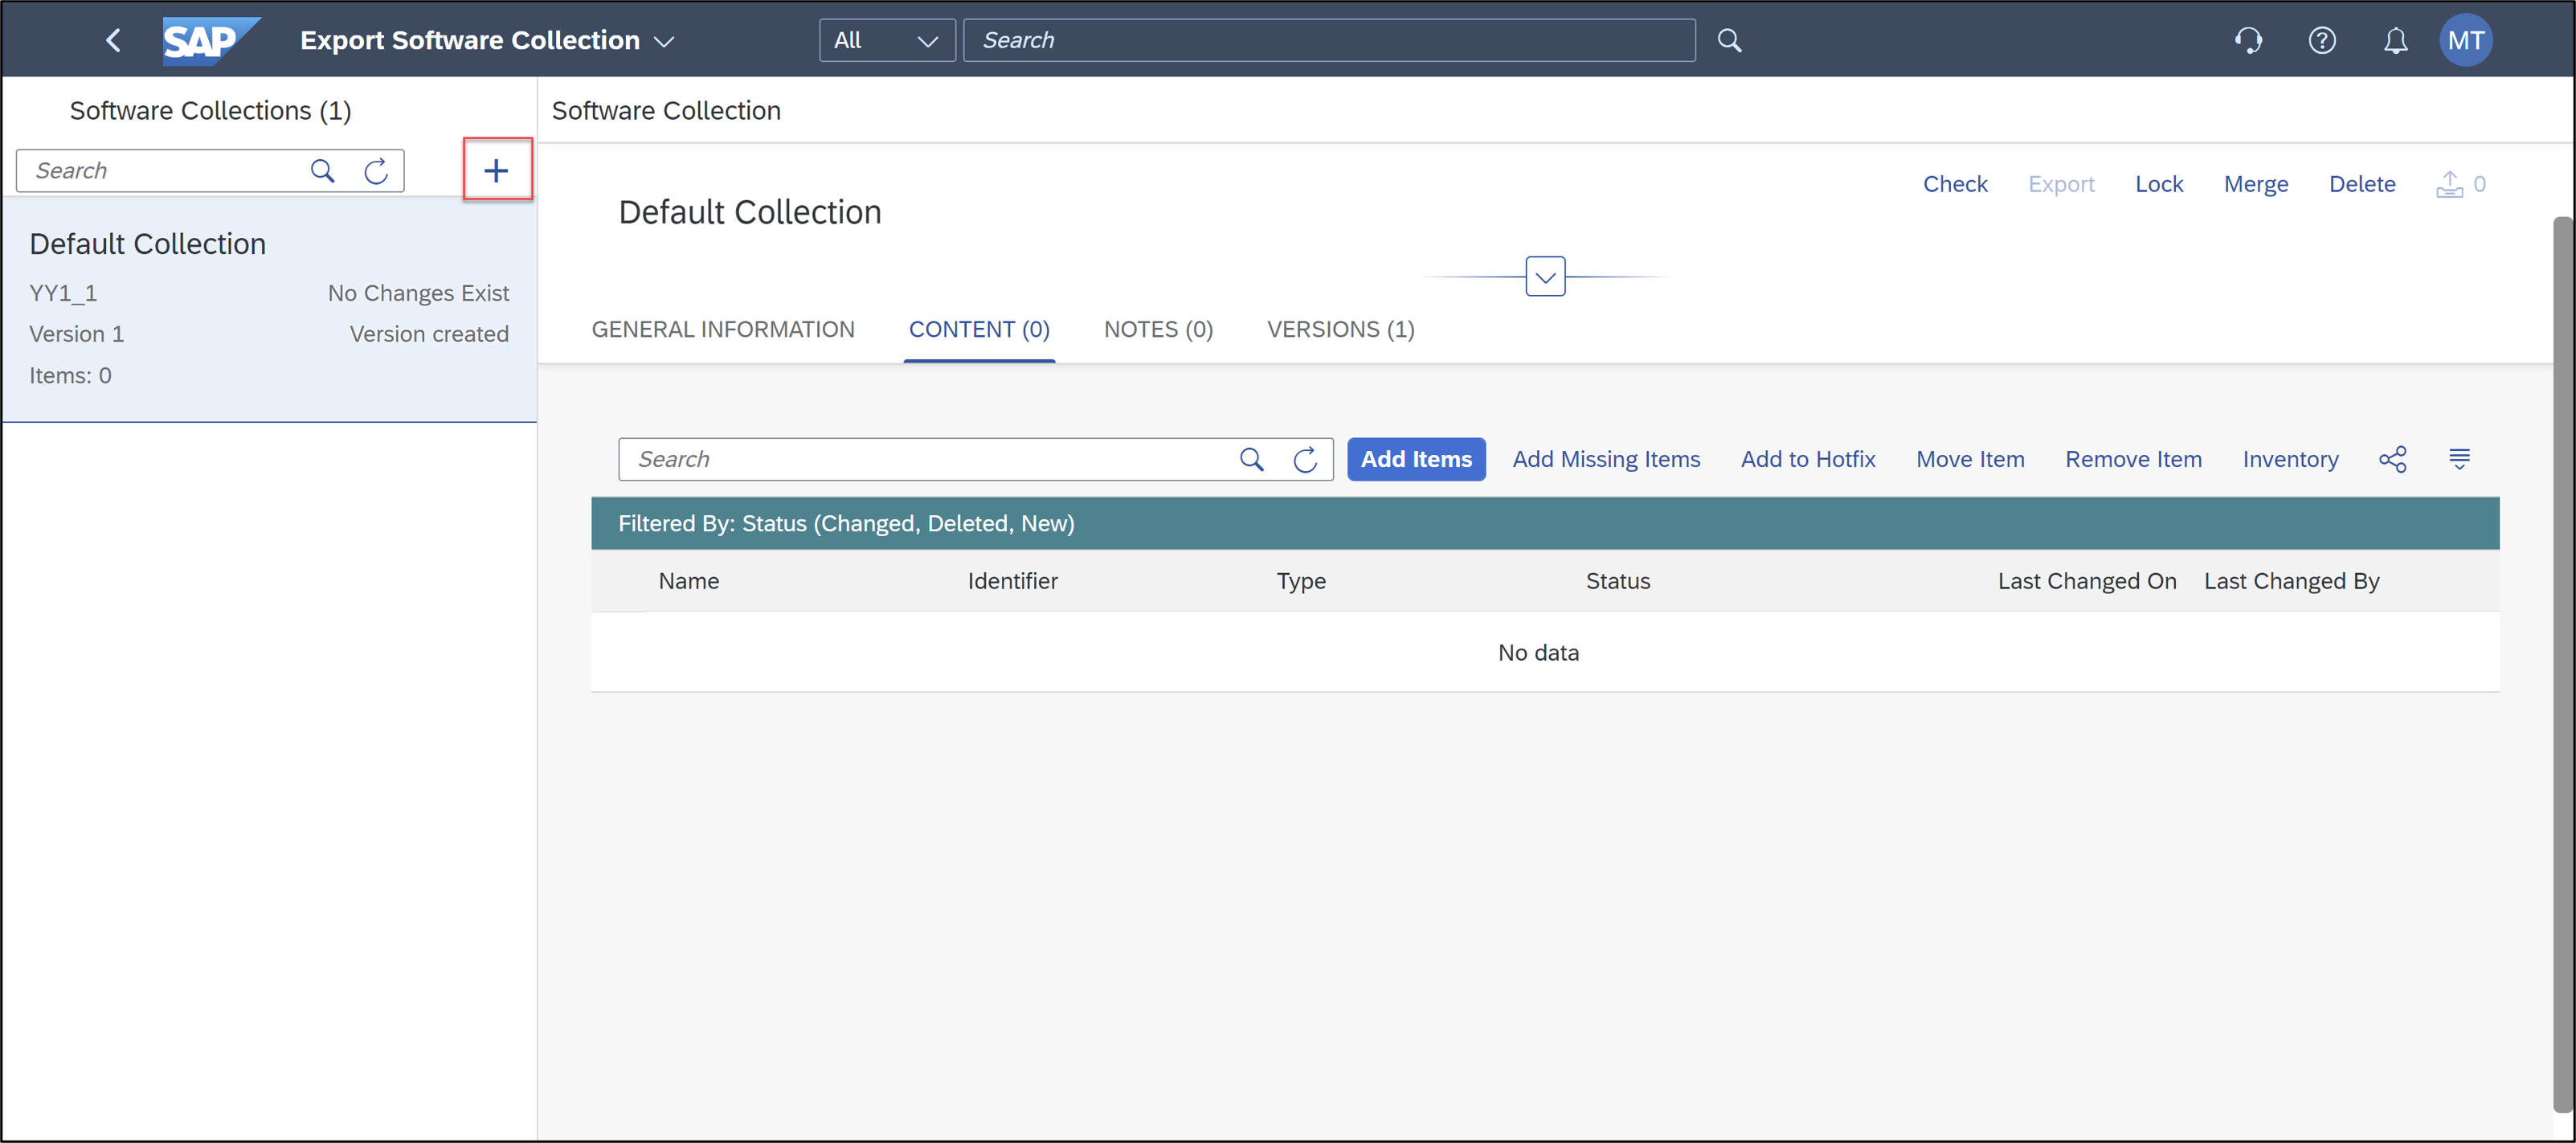 SAP Export Software Collection All Search MT
Software Collections (1)
Search
Default Collection
YY1_1 No Changes Exist
Version 1 Version created
Items: 0
Software Collection
Default Collection
Check Export Lock Merge Delete 0
GENERAL INFORMATION CONTENT (0) NOTES (0) VERSIONS (1)
Search Add Items Add Missing Items Add to Hotfix Move Item Remove Item Inventory
Filtered By: Status (Changed, Deleted, New)
Name Identifier Type Status Last Changed On Last Changed By
No data